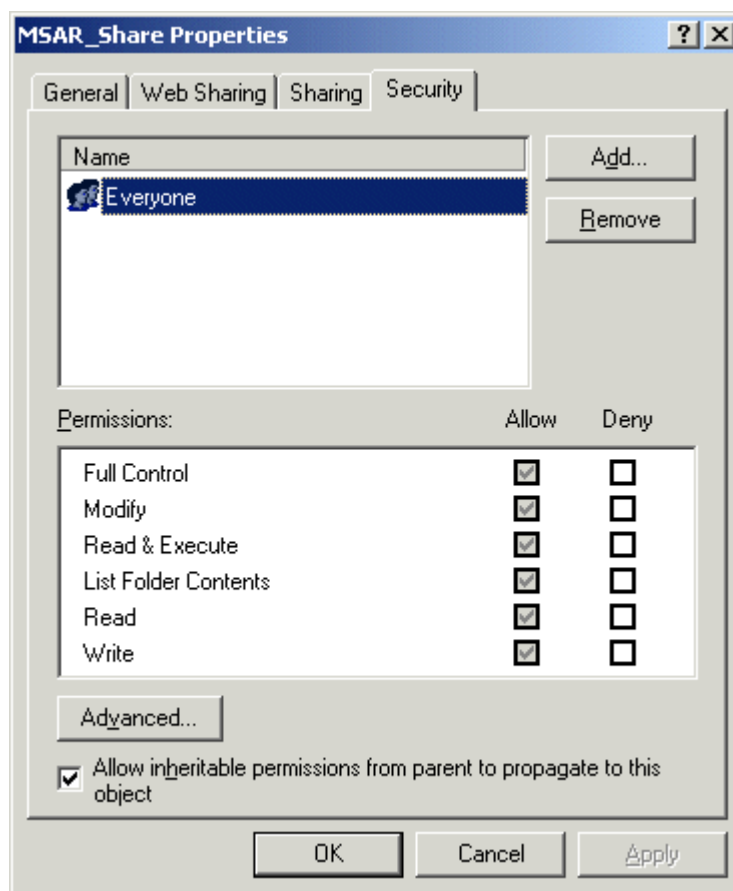 MSAR_Share Properties
General Web Sharing Sharing Security
Name
Add...
Everyone
Remove
Permissions: Allow Deny
Full Control
Modify
Read & Execute
List Folder Contents
Read
Write
Advanced...
Allow inheritable permissions from parent to propagate to this
object
OK Cancel Apply